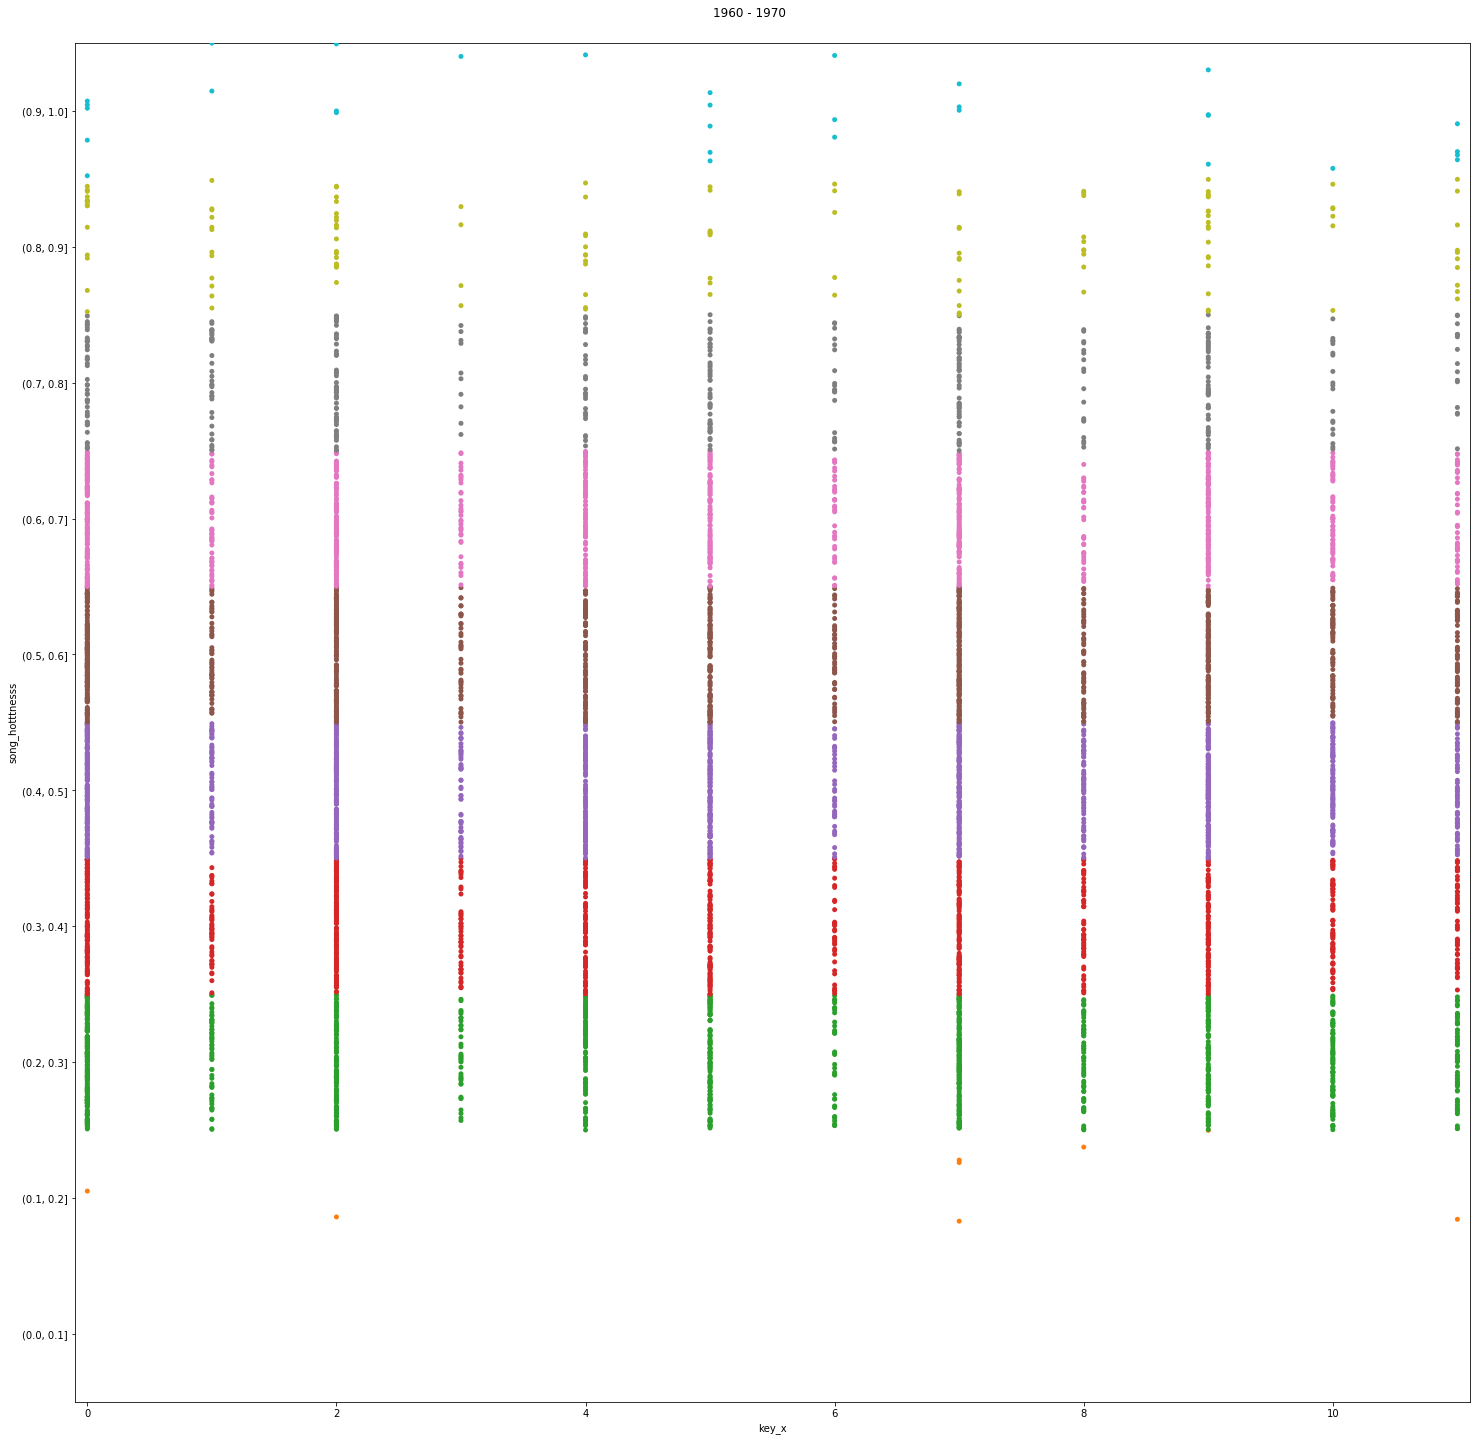 1960 - 1970
(0.9, 1.0]
(0.8, 0.9]
(0.7, 0.8]
(0.6, 0.7]
(0.5, 0.6]
(0.4, 0.5]
(0.3, 0.4]
(0.2, 0.3]
(0.1, 0.2]
(0.0, 0.1]
song_hotttnesss
0 2 4 6 8 10
key_x